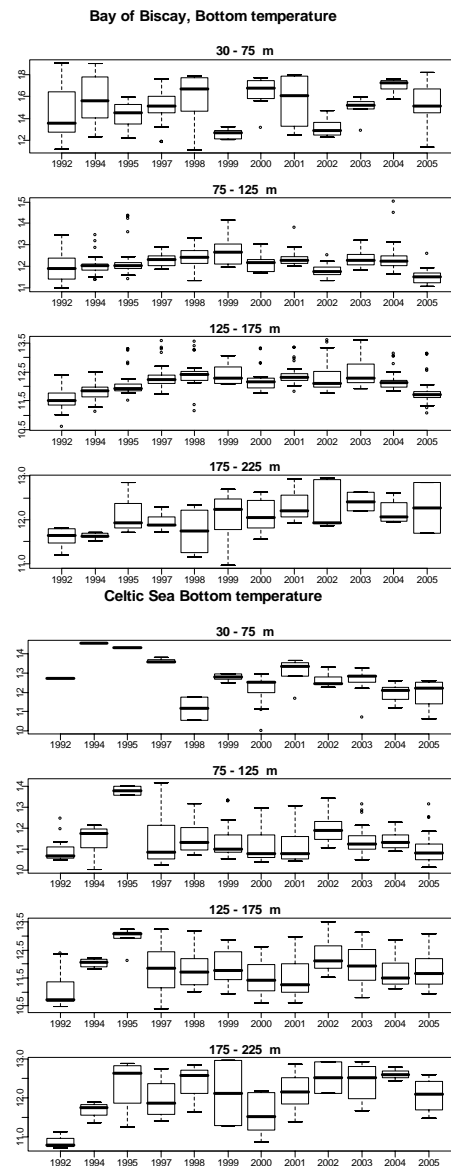 Bay of Biscay, Bottom temperature
30 - 75 m
12 14 16 18
1992 1994 1995 1997 1998 1999 2000 2001 2002 2003 2004 2005
75 - 125 m
11 12 13 14 15
1992 1994 1995 1997 1998 1999 2000 2001 2002 2003 2004 2005
125 - 175 m
10.5 11.5 12.5 13.5
1992 1994 1995 1997 1998 1999 2000 2001 2002 2003 2004 2005
175 - 225 m
11.0 12.0 13.0
1992 1994 1995 1997 1998 1999 2000 2001 2002 2003 2004 2005
Celtic Sea Bottom temperature
30 - 75 m
10 11 12 13 14
1992 1994 1995 1997 1998 1999 2000 2001 2002 2003 2004 2005
75 - 125 m
10 11 12 13 14
1992 1994 1995 1997 1998 1999 2000 2001 2002 2003 2004 2005
125 - 175 m
10.5 11.5 12.5 13.5
1992 1994 1995 1997 1998 1999 2000 2001 2002 2003 2004 2005
175 - 225 m
11.0 12.0 13.0
1992 1994 1995 1997 1998 1999 2000 2001 2002 2003 2004 2005